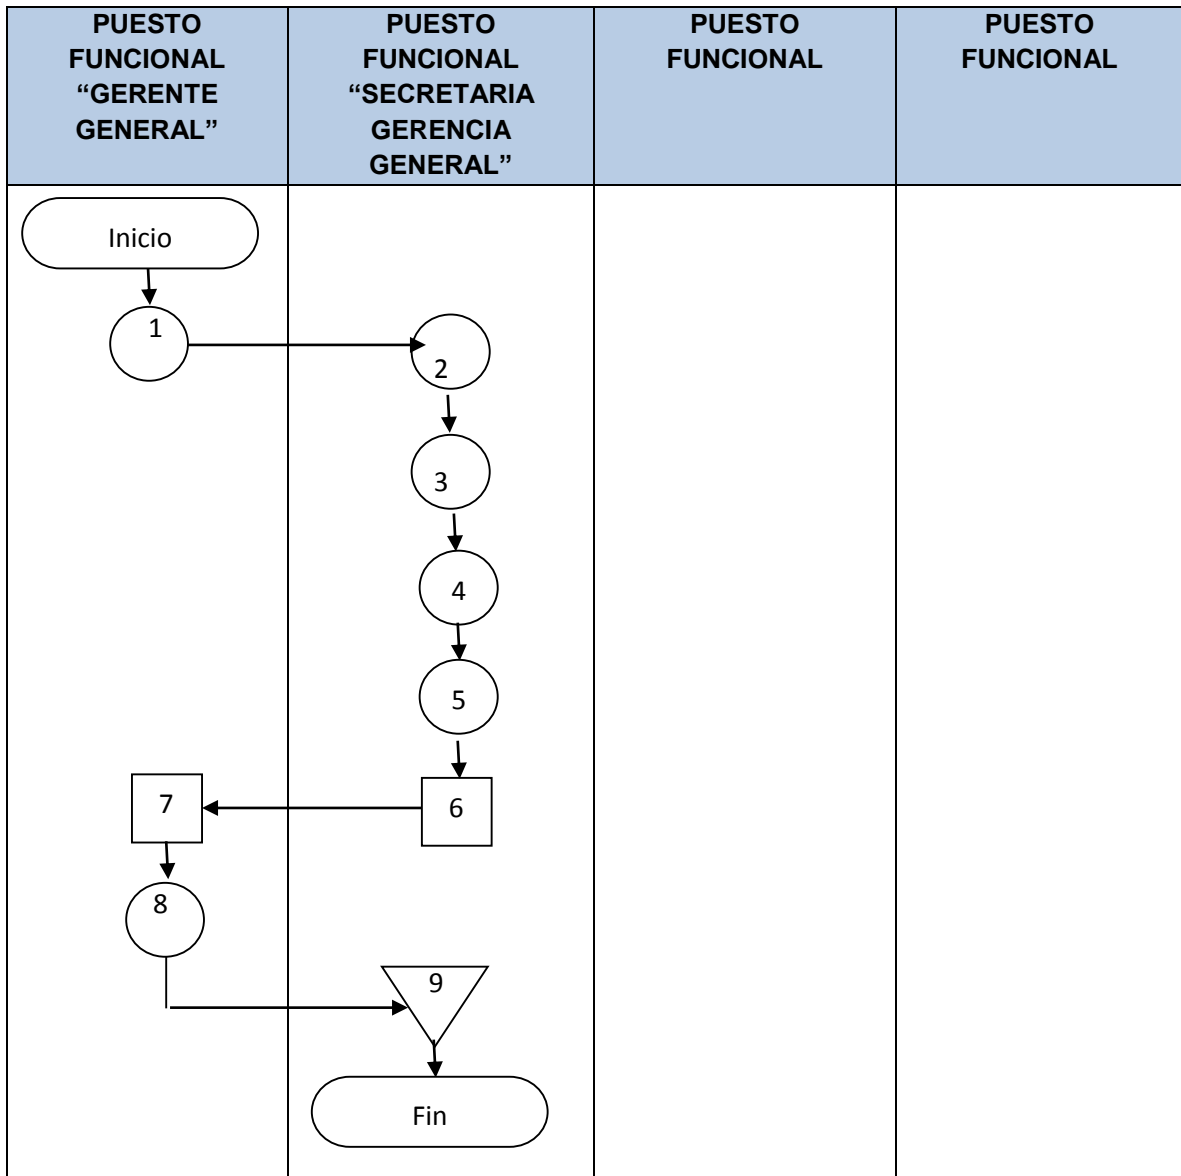 PUESTO
FUNCIONAL
“GERENTE
GENERAL”
PUESTO
FUNCIONAL
“SECRETARIA
GERENCIA
GENERAL”
PUESTO
FUNCIONAL
PUESTO
FUNCIONAL
Inicio
1
2
3
4
5
6
7
8
9
Fin